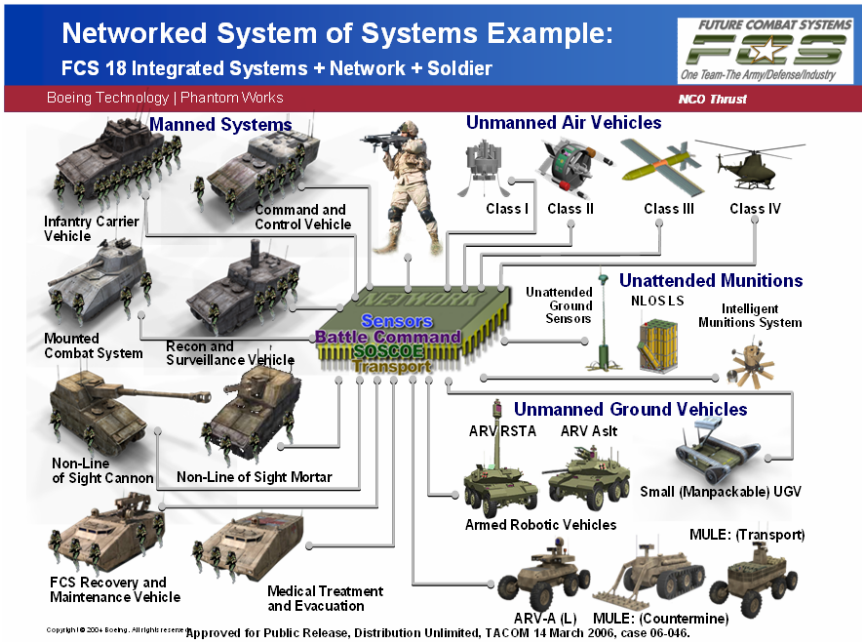 Networked System of Systems Example:
FCS 18 Integrated Systems + Network + Soldier
FUTURE COMBAT SYSTEMS
FCS
One Team-The Army/Defense/Industry
Boeing Technology | Phantom Works
NCO Thrust
Manned Systems
Unmanned Air Vehicles
Infantry Carrier
Vehicle
Command and
Control Vehicle
Class I
Class II
Class III
Class IV
Mounted
Combat System
Recon and
Surveillance Vehicle
NETWORK
Sensors
Battle Command
SOSCOE
Transport
Unattended Munitions
Unattended
Ground
Sensors
NLOS LS
Intelligent
Munitions System
Non-Line
of Sight Cannon
Non-Line of Sight Mortar
Unmanned Ground Vehicles
ARV RSTA
ARV Aslt
Armed Robotic Vehicles
Small (Manpackable) UGV
FCS Recovery and
Maintenance Vehicle
Medical Treatment
and Evacuation
MULE: (Transport)
ARV-A (L)
MULE: (Countermine)
Copyright © 2004 Boeing. All rights reserved.
Approved for Public Release, Distribution Unlimited, TACOM 14 March 2006, case 06-046.